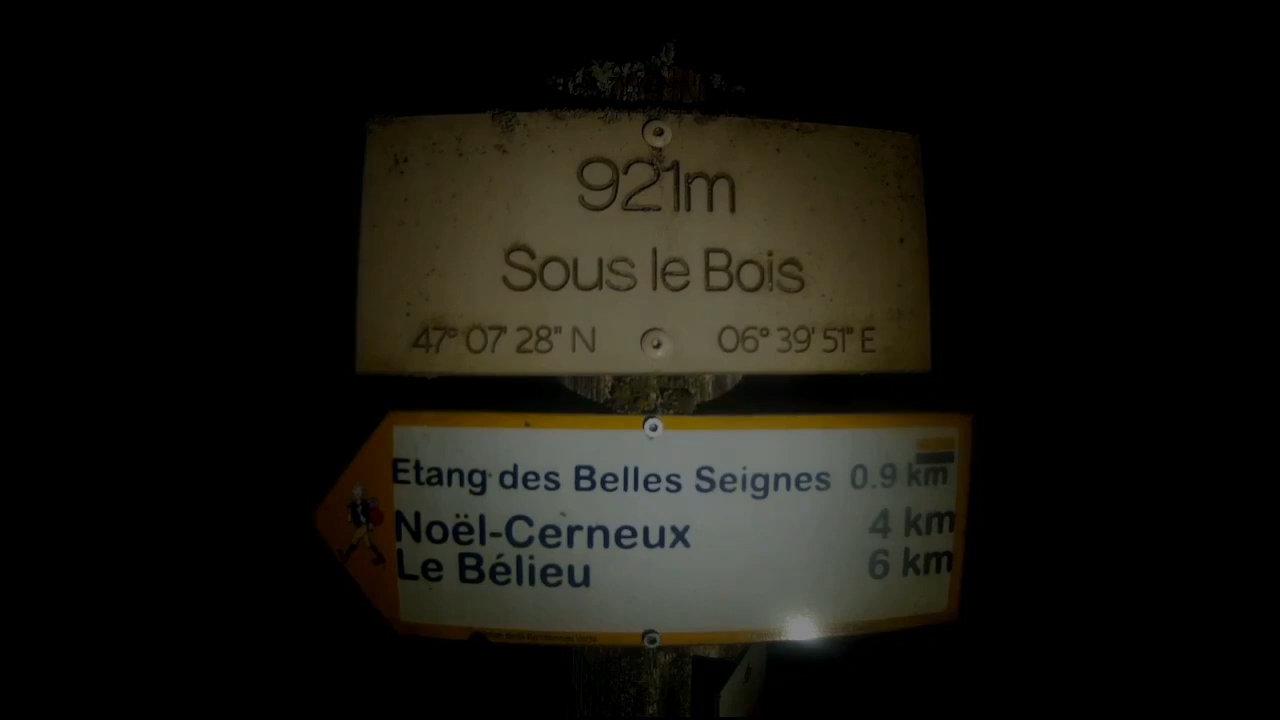 921m
Sous le Bois
47° 07' 28" N 06° 39' 51" E
Etang des Belles Seignes 0.9 km
Noël-Cerneux 4 km
Le Bélieu 6 km